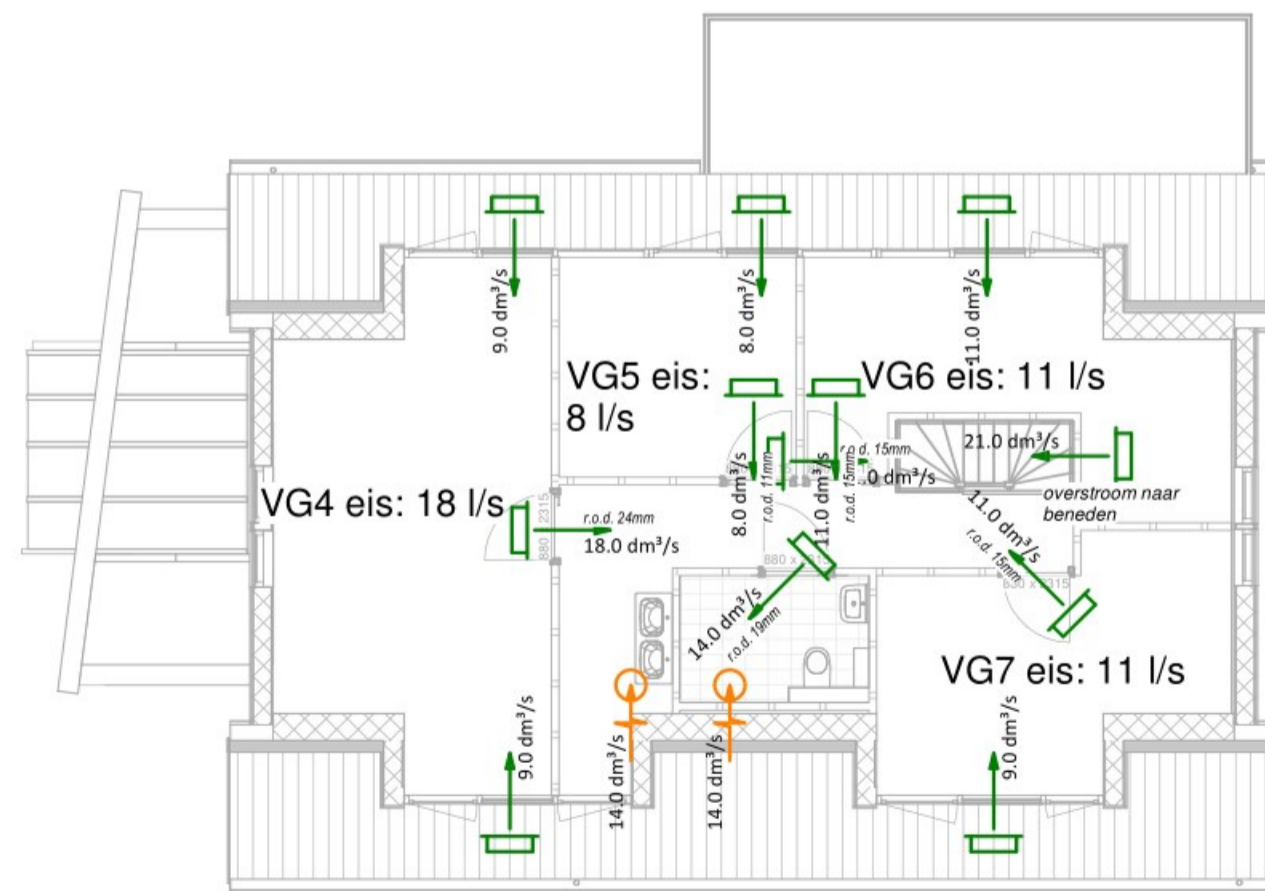 9.0 dm³/s
8.0 dm³/s
11.0 dm³/s
VG5 eis:
8 l/s
VG6 eis: 11 l/s
VG4 eis: 18 l/s
880 x 2315
r.o.d. 24mm
18.0 dm³/s
8.0 dm³/s
r.o.d. 11mm
11.0 dm³/s
r.o.d. 15mm
r.o.d. 15mm
.0 dm³/s
21.0 dm³/s
overstroom naar
beneden
11.0 dm³/s
r.o.d. 15mm
880 x 2315
830 x 2315
14.0 dm³/s
r.o.d. 19mm
VG7 eis: 11 l/s
9.0 dm³/s
14.0 dm³/s
14.0 dm³/s
9.0 dm³/s